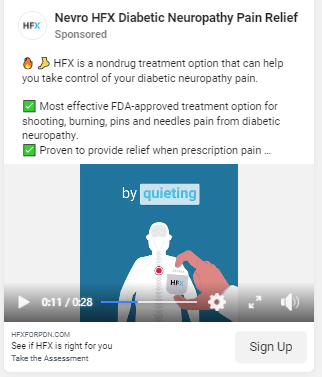 HFX
Nevro HFX Diabetic Neuropathy Pain Relief
Sponsored
🔥 🦶 HFX is a nondrug treatment option that can help
you take control of your diabetic neuropathy pain.
✅ Most effective FDA-approved treatment option for
shooting, burning, pins and needles pain from diabetic
neuropathy.
✅ Proven to provide relief when prescription pain ...
by quieting
HFX
0:11 / 0:28
HFXFORPDN.COM
See if HFX is right for you
Take the Assessment
Sign Up